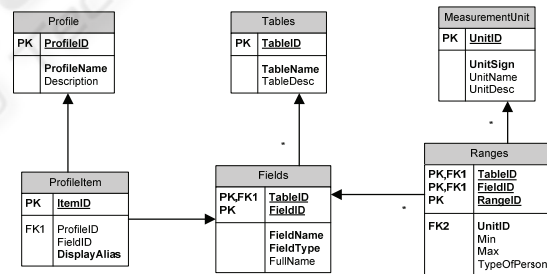 Profile
PK ProfileID
ProfileName
Description
Tables
PK TableID
TableName
TableDesc
MeasurementUnit
PK UnitID
UnitSign
UnitName
UnitDesc
*
*
ProfileItem
PK ItemID
FK1 ProfileID
FieldID
DisplayAlias
Fields
PK,FK1 TableID
PK FieldID
FieldName
FieldType
FullName
*
Ranges
PK,FK1 TableID
PK,FK1 FieldID
PK RangeID
FK2 UnitID
Min
Max
TypeOfPerson